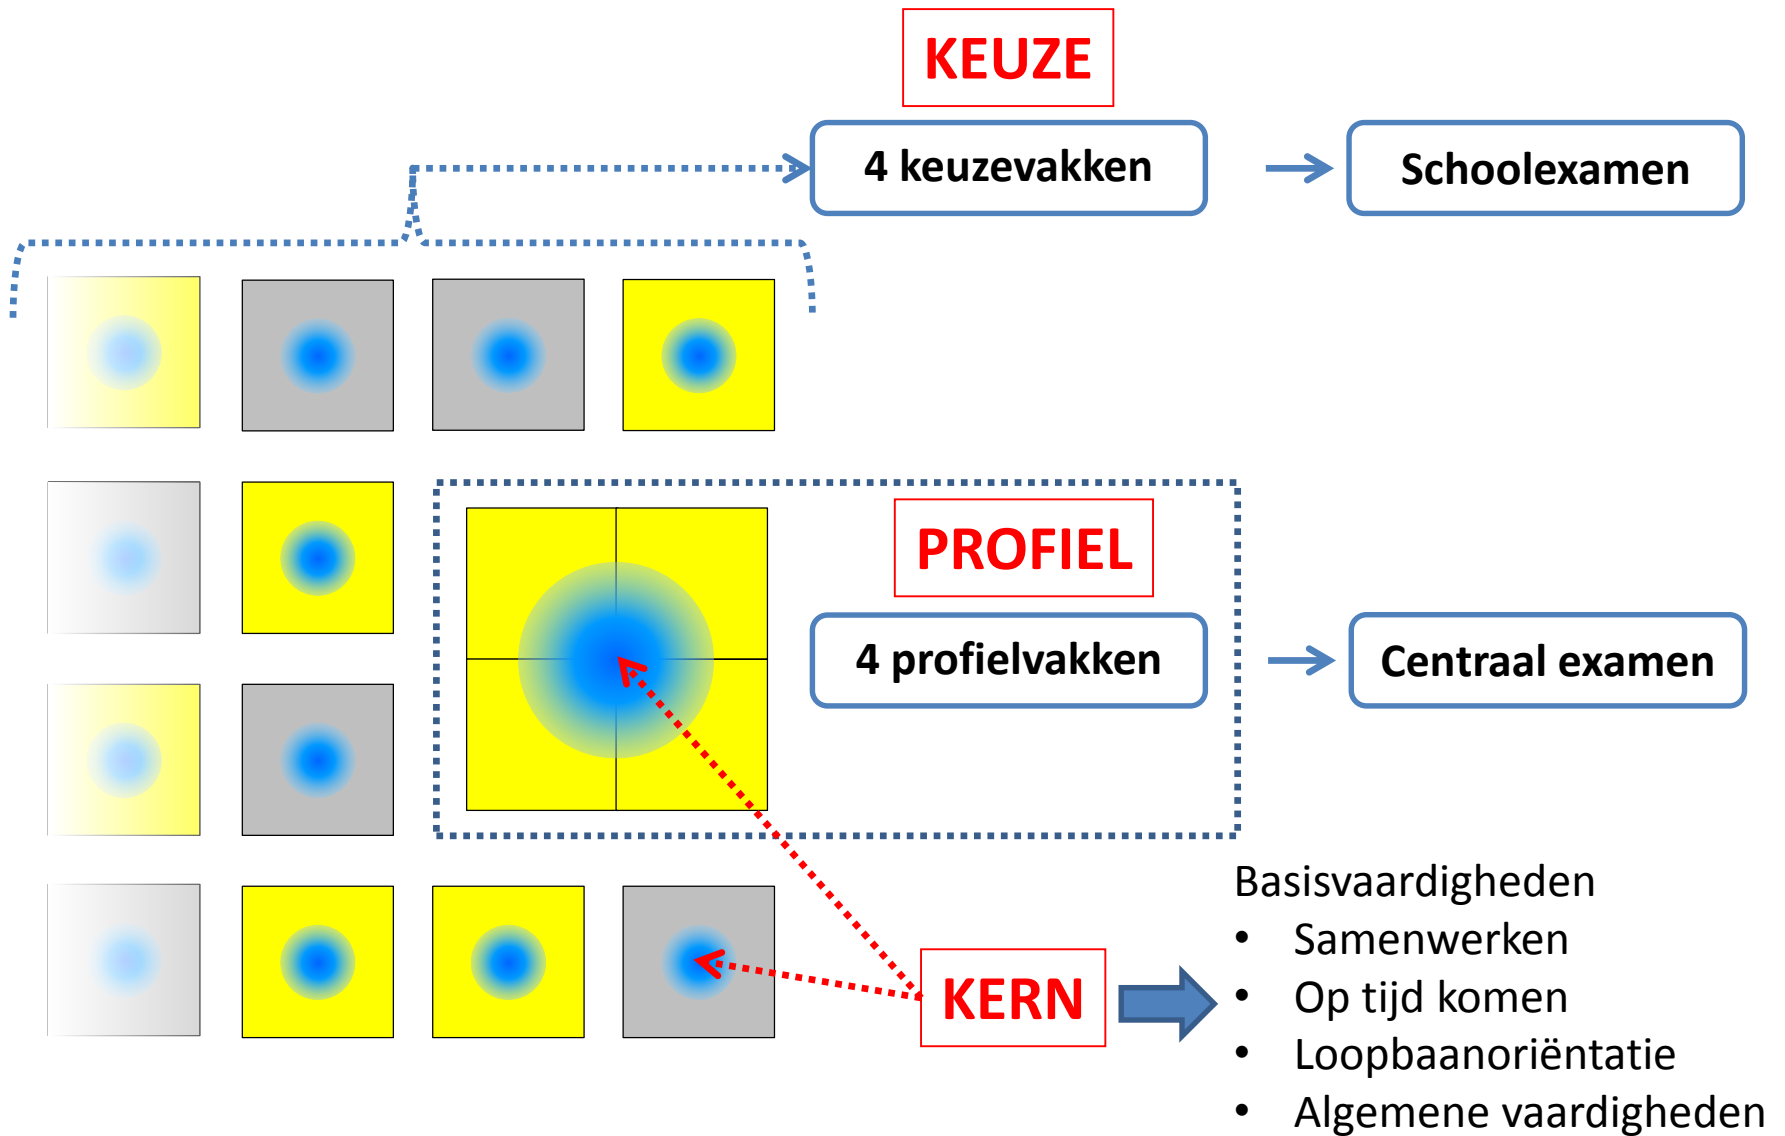 KEUZE
4 keuzevakken
Schoolexamen
PROFIEL
4 profielvakken
Centraal examen
KERN
Basisvaardigheden
• Samenwerken
• Op tijd komen
• Loopbaanoriëntatie
• Algemene vaardigheden